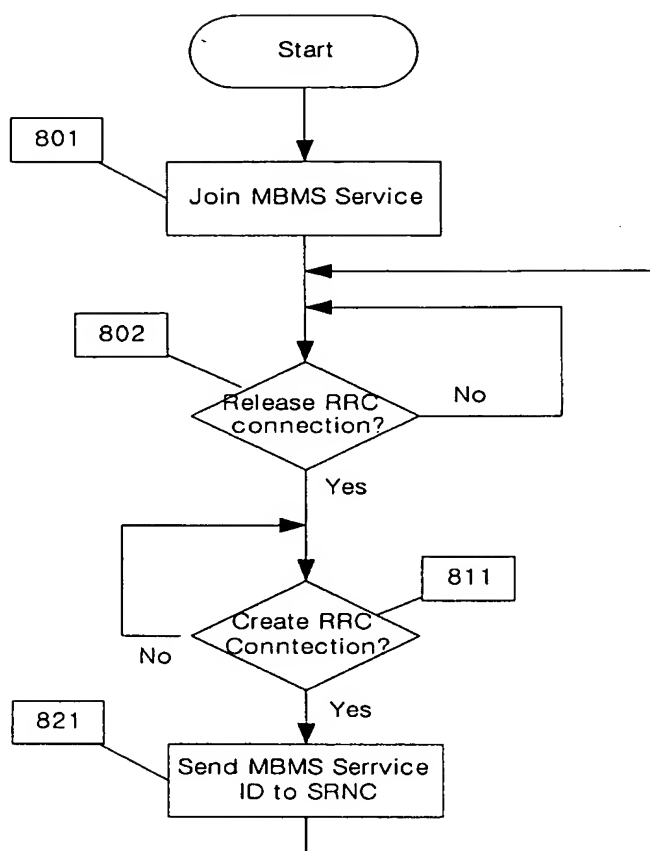 Start
801
Join MBMS Service
802
Release RRC
connection?
No
Yes
811
Create RRC
Conntection?
No
Yes
821
Send MBMS Serrvice
ID to SRNC